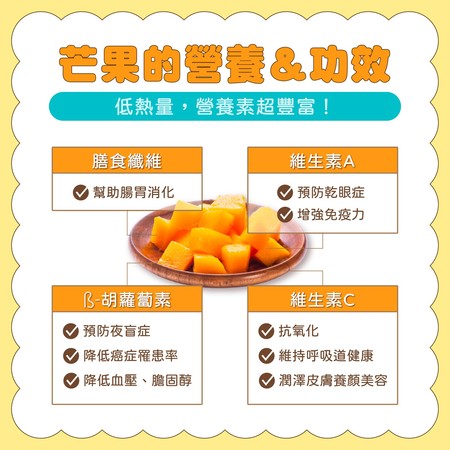 芒果的營養&功效
低熱量，營養素超豐富！
膳食纖維
幫助腸胃消化
維生素A
預防乾眼症
增強免疫力
ß-胡蘿蔔素
預防夜盲症
降低癌症罹患率
降低血壓、膽固醇
維生素C
抗氧化
維持呼吸道健康
潤澤皮膚養顏美容